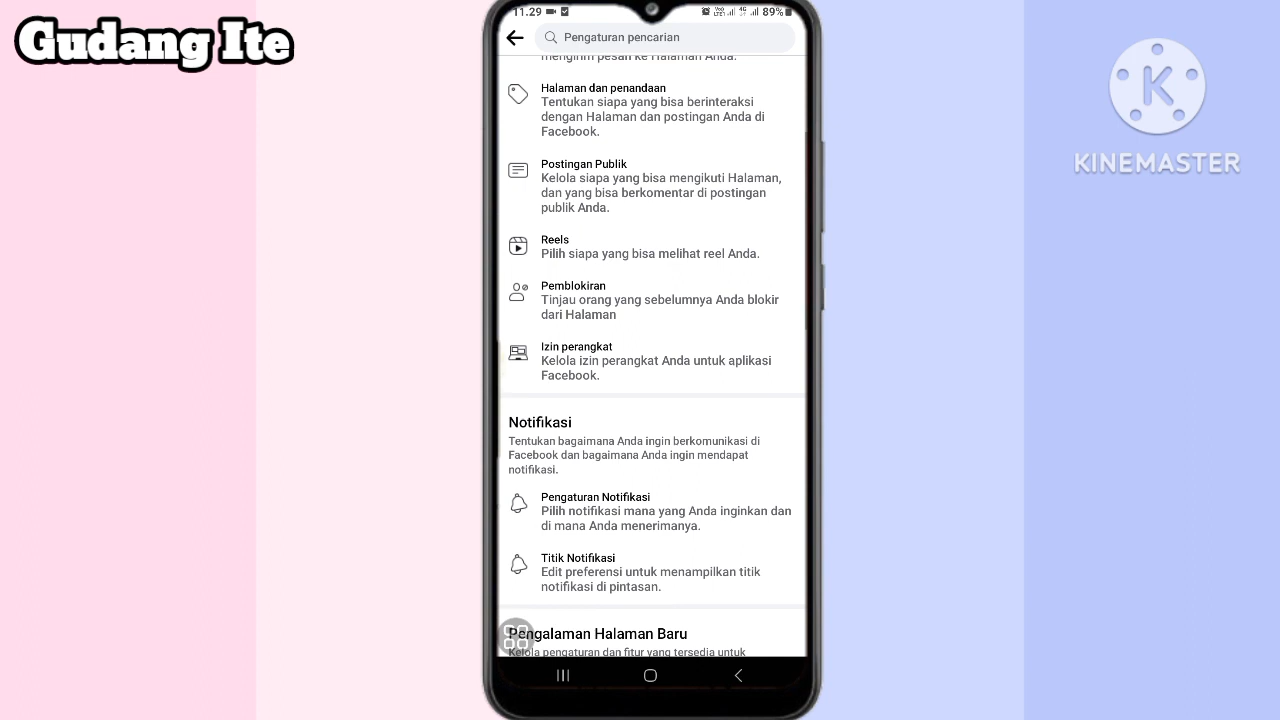 Gudang Ite
11.29
89%
Pengaturan pencarian
mengirim pesan ke Halaman Anda.
Halaman dan penandaan
Tentukan siapa yang bisa berinteraksi
dengan Halaman dan postingan Anda di
Facebook.
Postingan Publik
Kelola siapa yang bisa mengikuti Halaman,
dan yang bisa berkomentar di postingan
publik Anda.
Reels
Pilih siapa yang bisa melihat reel Anda.
Pemblokiran
Tinjau orang yang sebelumnya Anda blokir
dari Halaman
Izin perangkat
Kelola izin perangkat Anda untuk aplikasi
Facebook.
Notifikasi
Tentukan bagaimana Anda ingin berkomunikasi di
Facebook dan bagaimana Anda ingin mendapat
notifikasi.
Pengaturan Notifikasi
Pilih notifikasi mana yang Anda inginkan dan
di mana Anda menerimanya.
Titik Notifikasi
Edit preferensi untuk menampilkan titik
notifikasi di pintasan.
Pengalaman Halaman Baru
Kelola pengaturan dan fitur yang tersedia untuk
K
KINEMASTER